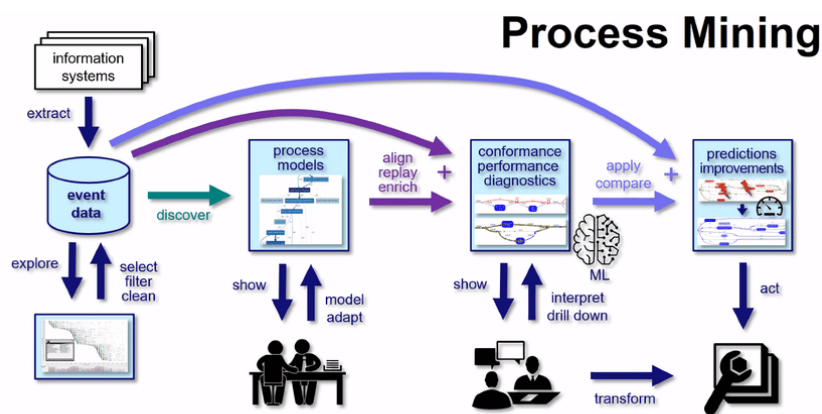 Process Mining
information
systems
extract
event
data
discover
explore
select
filter
clean
process
models
align
replay
enrich
+
show
model
adapt
conformance
performance
diagnostics
ML
apply
compare
+
show
interpret
drill down
predictions
improvements
act
transform